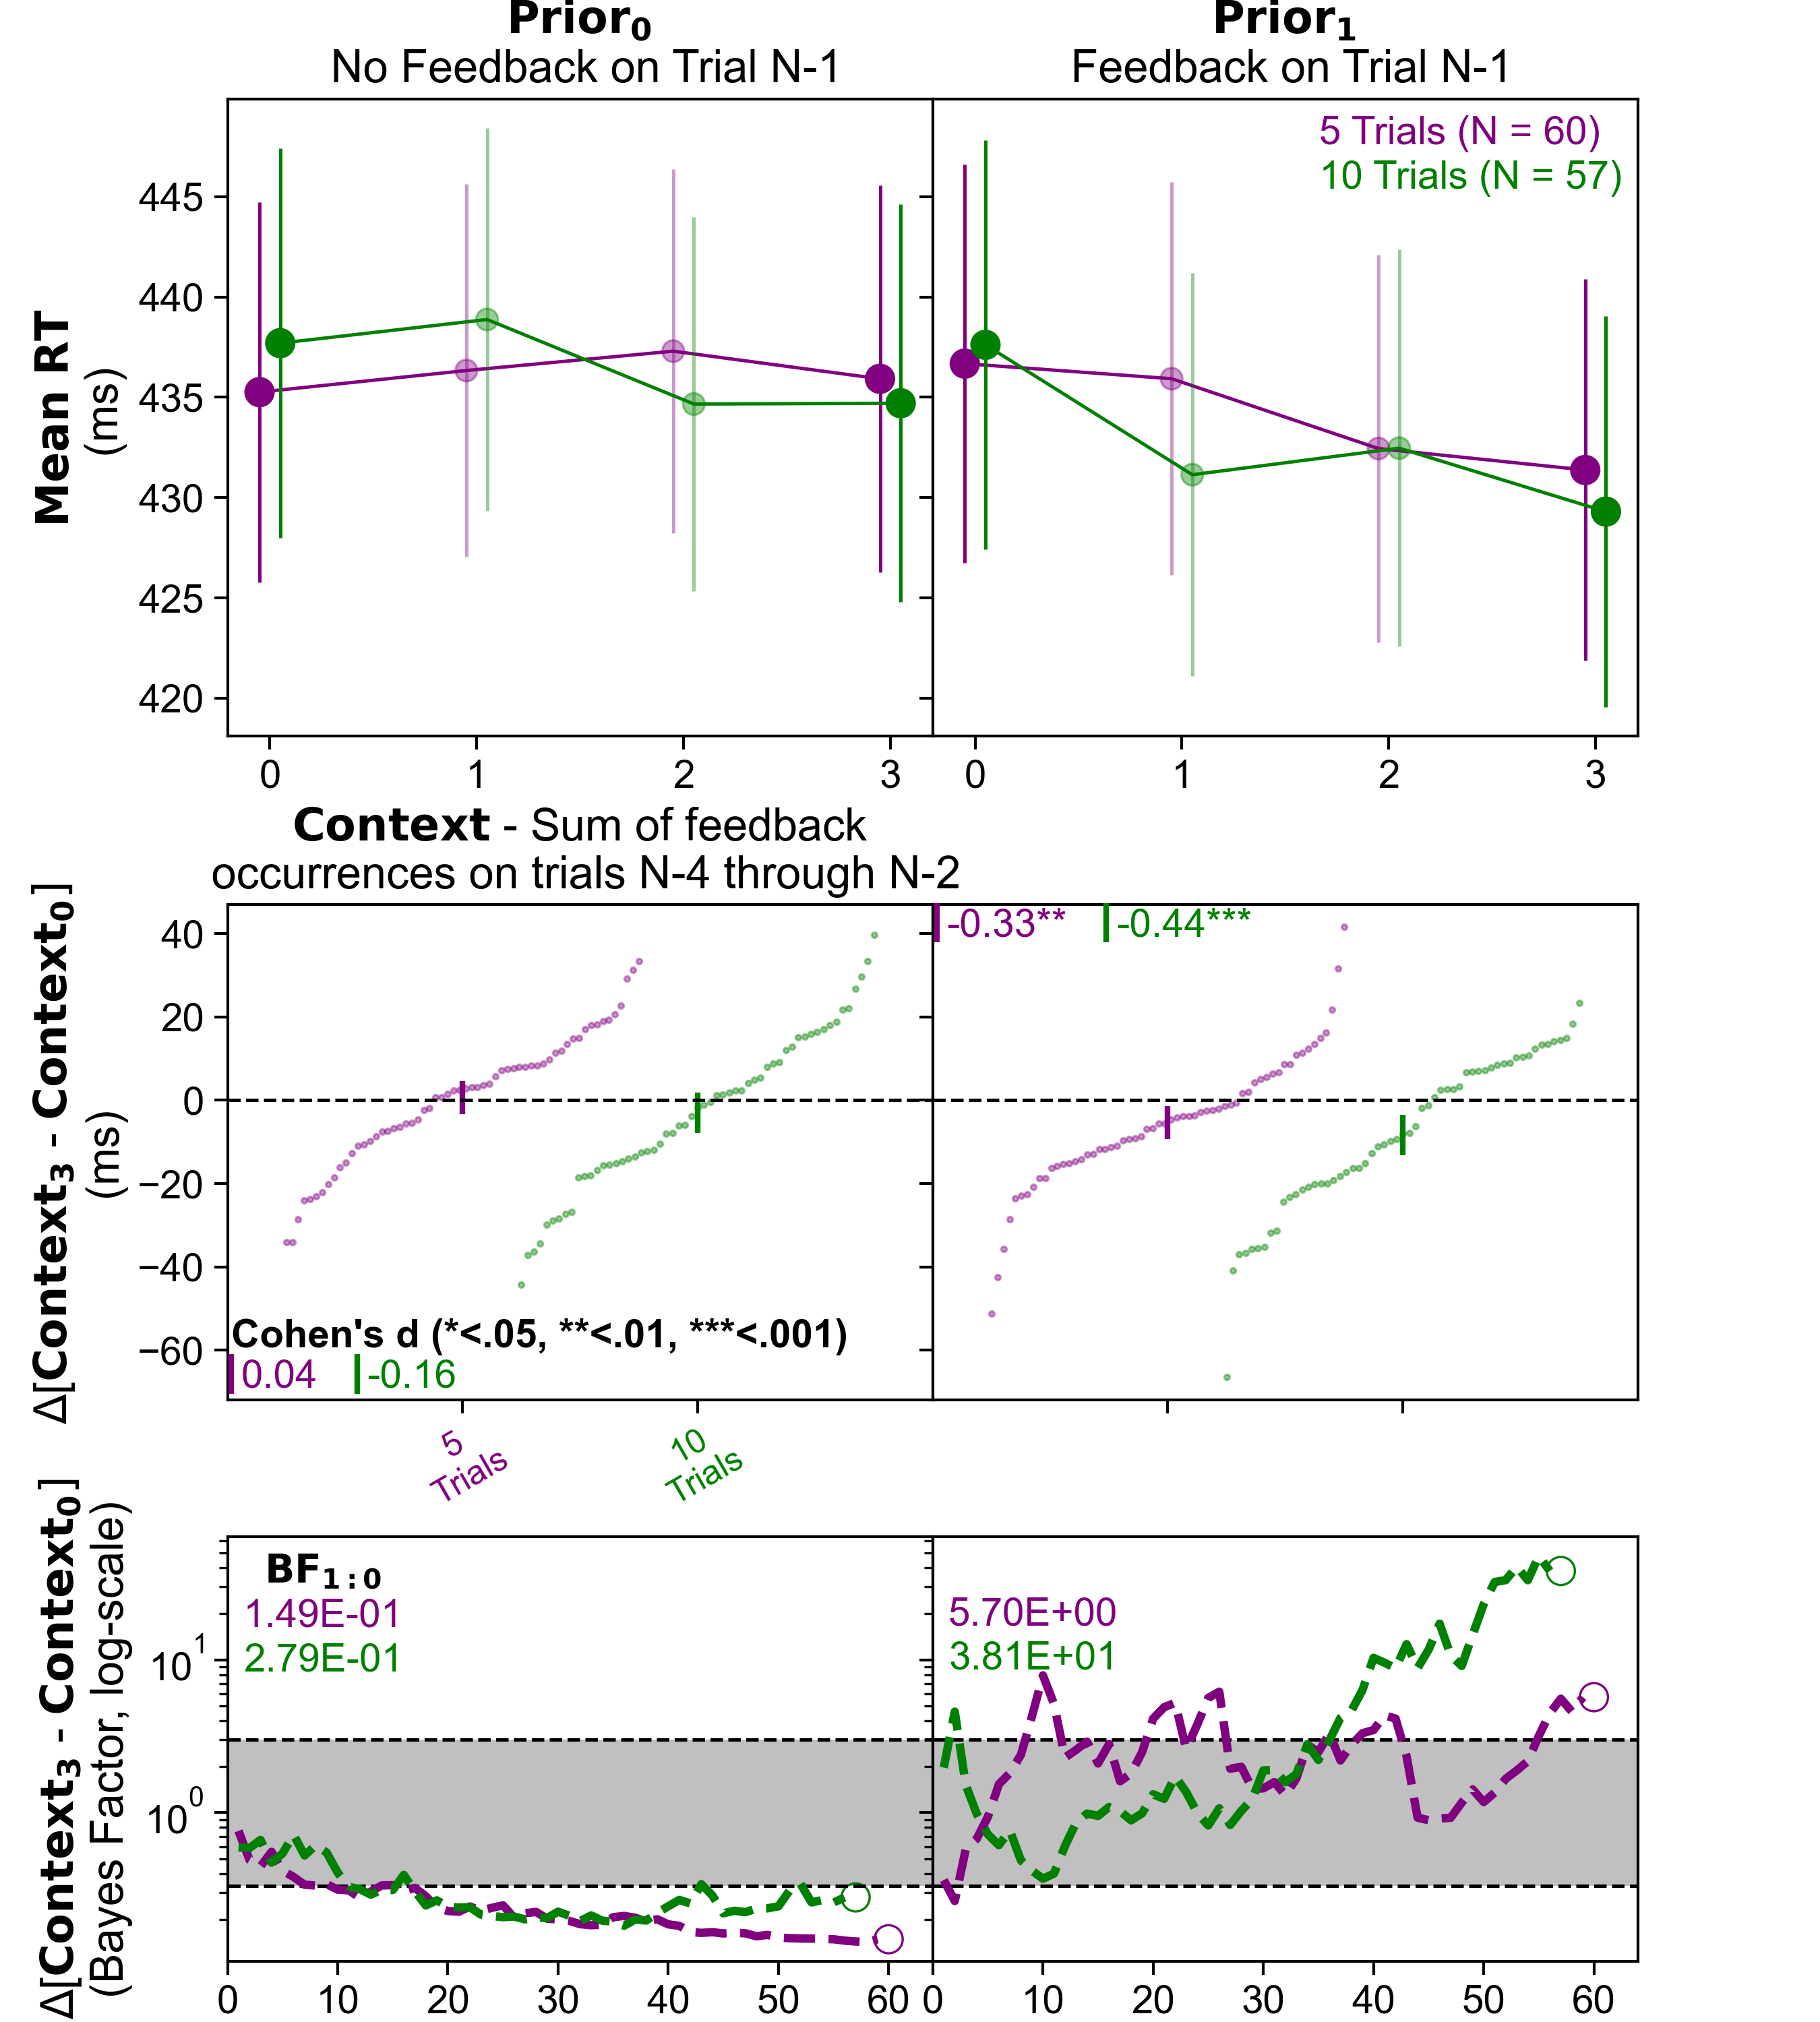 Prior₀
No Feedback on Trial N-1
Prior₁
Feedback on Trial N-1
5 Trials (N = 60)
10 Trials (N = 57)
Mean RT
(ms)
445
440
435
430
425
420
0 1 2 3
0 1 2 3
Context - Sum of feedback
occurrences on trials N-4 through N-2
Δ[Context₃ - Context₀]
(ms)
40
20
0
−20
−40
−60
-0.33** -0.44***
Cohen's d (*<.05, **<.01, ***<.001)
0.04 -0.16
5
Trials
10
Trials
Δ[Context₃ - Context₀]
(Bayes Factor, log-scale)
10¹
10⁰
BF₁:₀
1.49E-01
2.79E-01
5.70E+00
3.81E+01
0 10 20 30 40 50 60
0 10 20 30 40 50 60